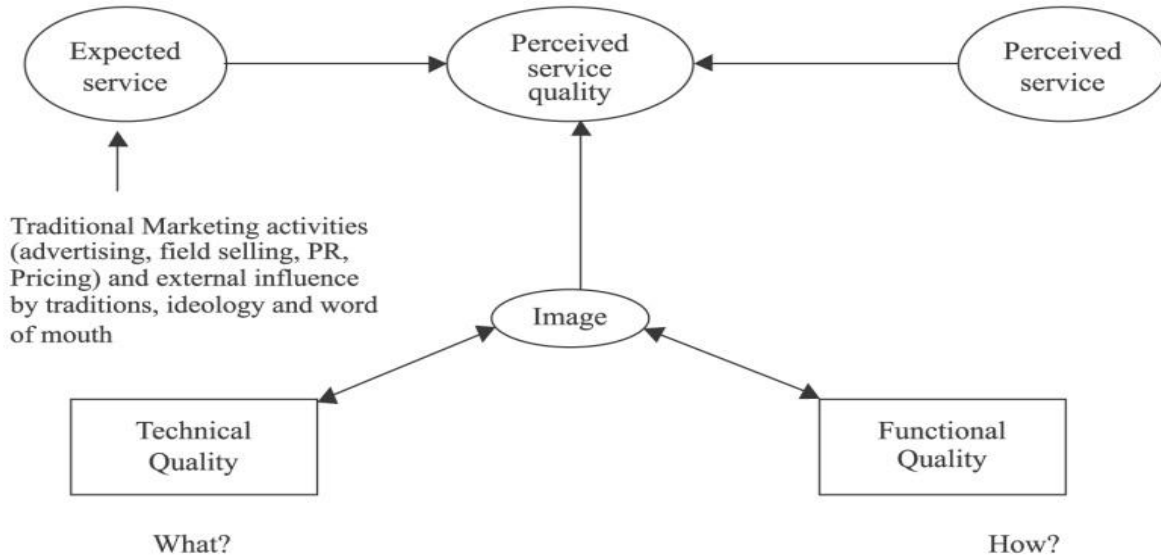 Expected
service
Perceived
service
quality
Perceived
service
Traditional Marketing activities
(advertising, field selling, PR,
Pricing) and external influence
by traditions, ideology and word
of mouth
Image
Technical
Quality
Functional
Quality
What?
How?